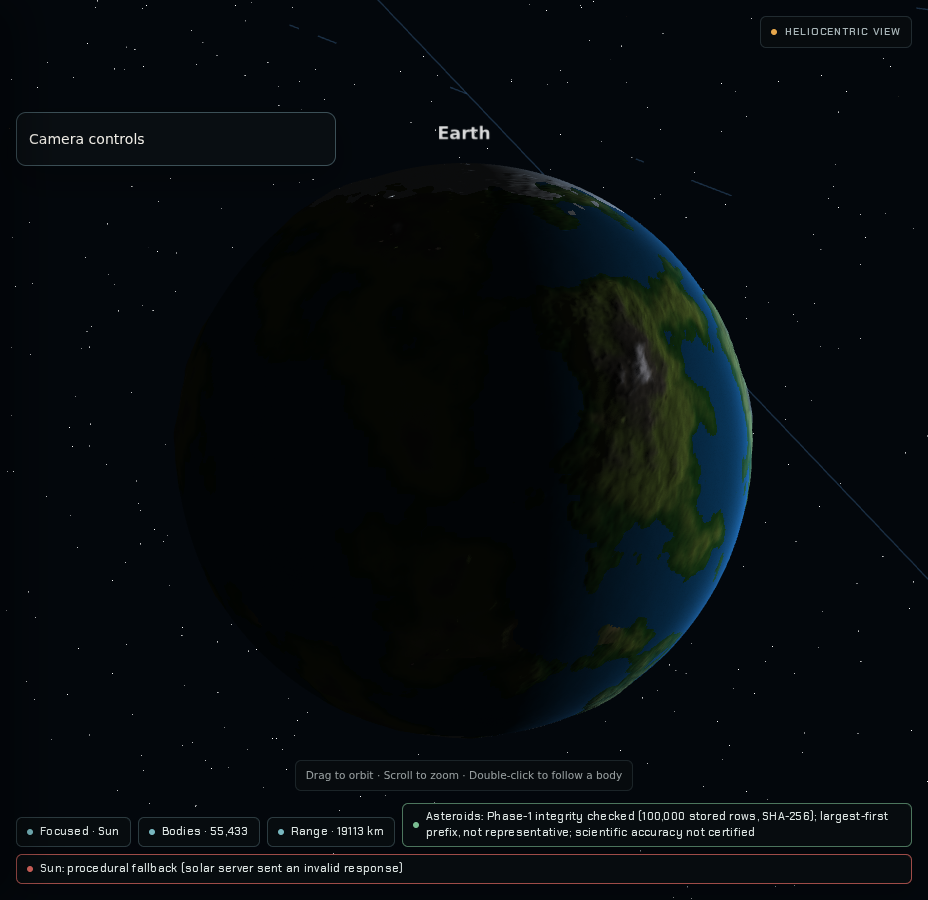 HELIOCENTRIC VIEW
Camera controls
Earth
Drag to orbit · Scroll to zoom · Double-click to follow a body
Focused · Sun
Bodies · 55,433
Range · 19113 km
Asteroids: Phase-1 integrity checked (100,000 stored rows, SHA-256); largest-first
prefix, not representative; scientific accuracy not certified
Sun: procedural fallback (solar server sent an invalid response)